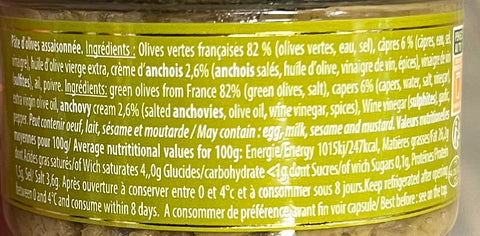 Pâte d'olives assaisonnée. Ingrédients : Olives vertes françaises 82 % (olives vertes, eau, sel), câpres 6 % (câpres, eau, sel,
vinaigre), huile d'olive vierge extra, crème d'anchois 2,6% (anchois salés, huile d'olive, vinaigre de vin, épices), vinaigre de vin
(sulfites), ail, poivre. Ingredients: green olives from France 82% (green olives, salt), capers 6% (capers, water, salt, vinegar),
extra virgin olive oil, anchovy cream 2,6% (salted anchovies, olive oil, wine vinegar, spices), Wine vinegar (sulphites), garlic,
pepper. Peut contenir oeuf, lait, sésame et moutarde / May contain : egg, milk, sesame and mustard. Valeurs nutritionnelles
moyennes pour 100g/ Average nutrititional values for 100g: Energie/Energy 1015kj/247kcal, Matières grasses/Fat 26,0g
dont Acides gras saturés/of Wich saturates 4,,0g Glucides/carbohydrate <1g dont Sucres/of wich Sugars 0,1g, Protéines/Protein
1,5g, Sel/ Salt 3,6g. Après ouverture à conserver entre 0 et 4°c et à consommer sous 8 jours. Keep refrigerated after opening
between 0 and 4°C and consume within 8 days. A consommer de préférence avant fin voir capsule/ Best before : see on the top